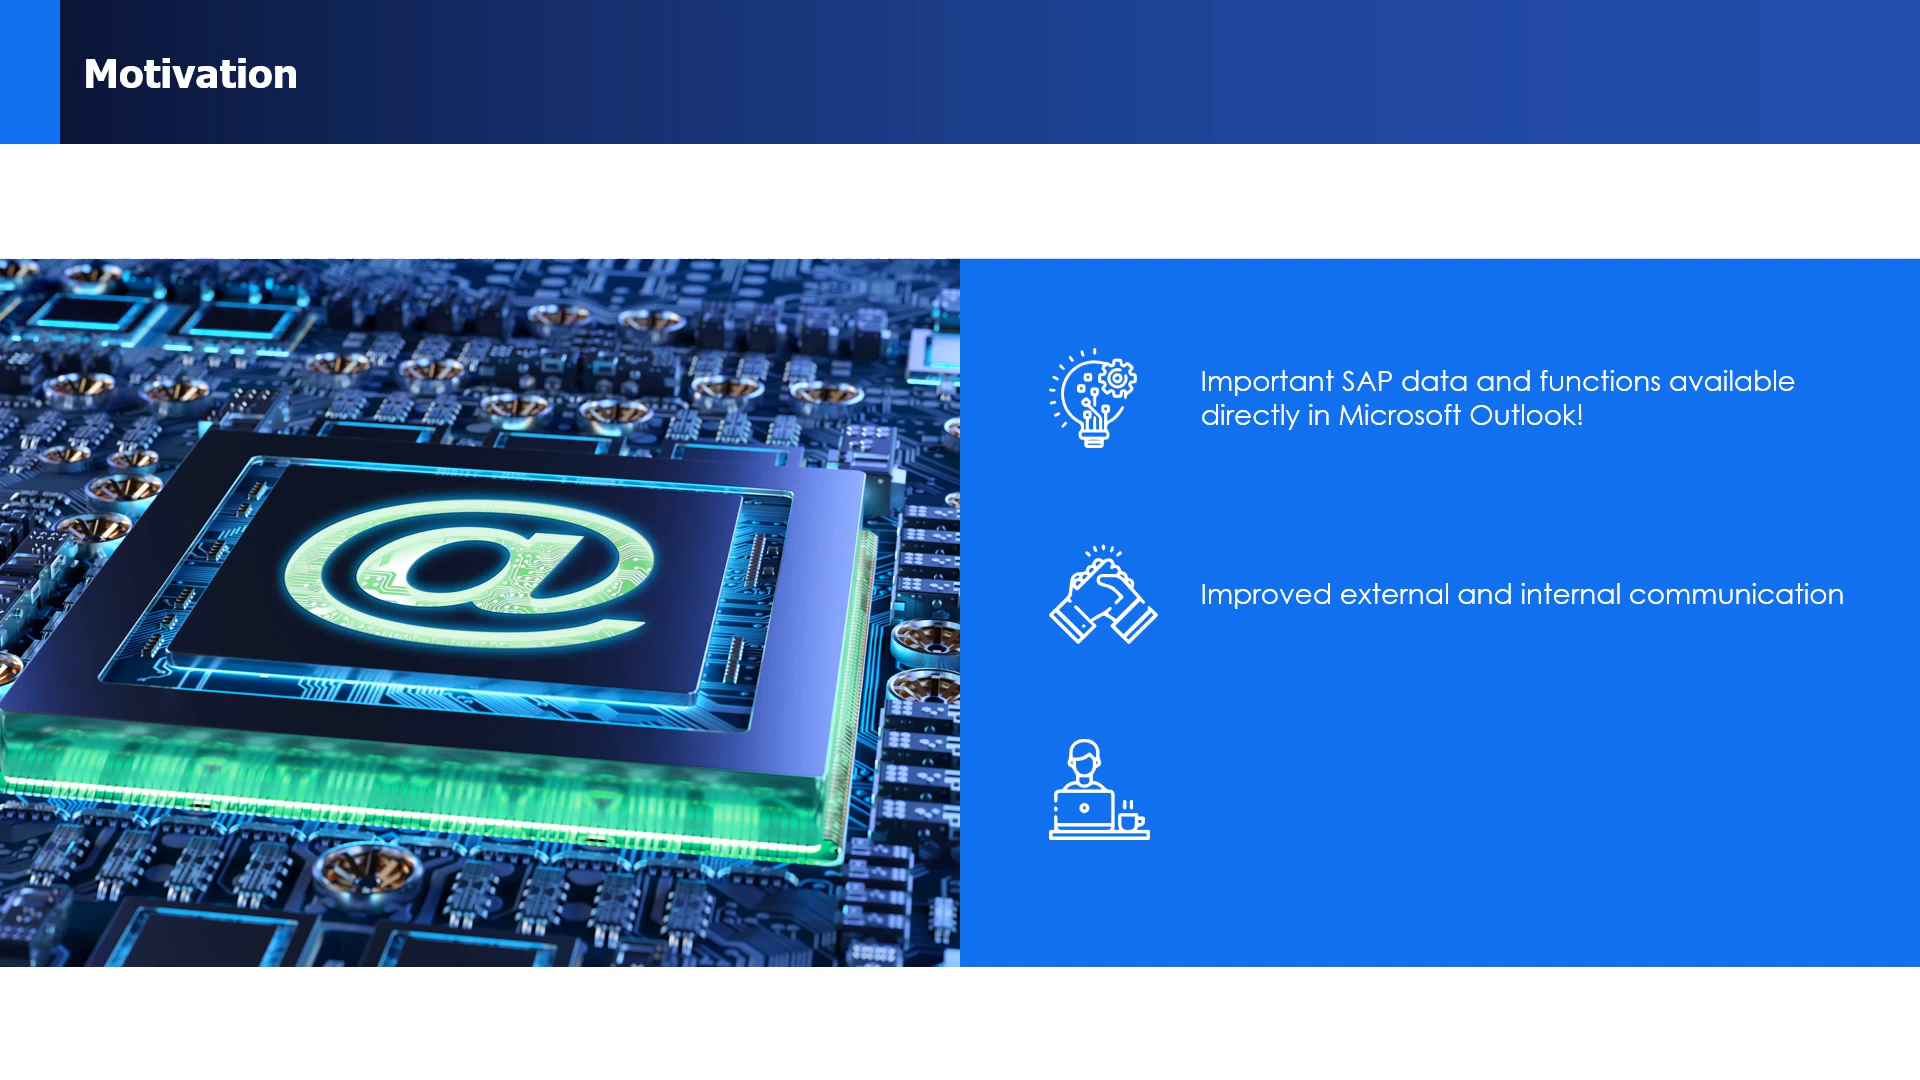 Motivation
Important SAP data and functions available
directly in Microsoft Outlook!
Improved external and internal communication
@